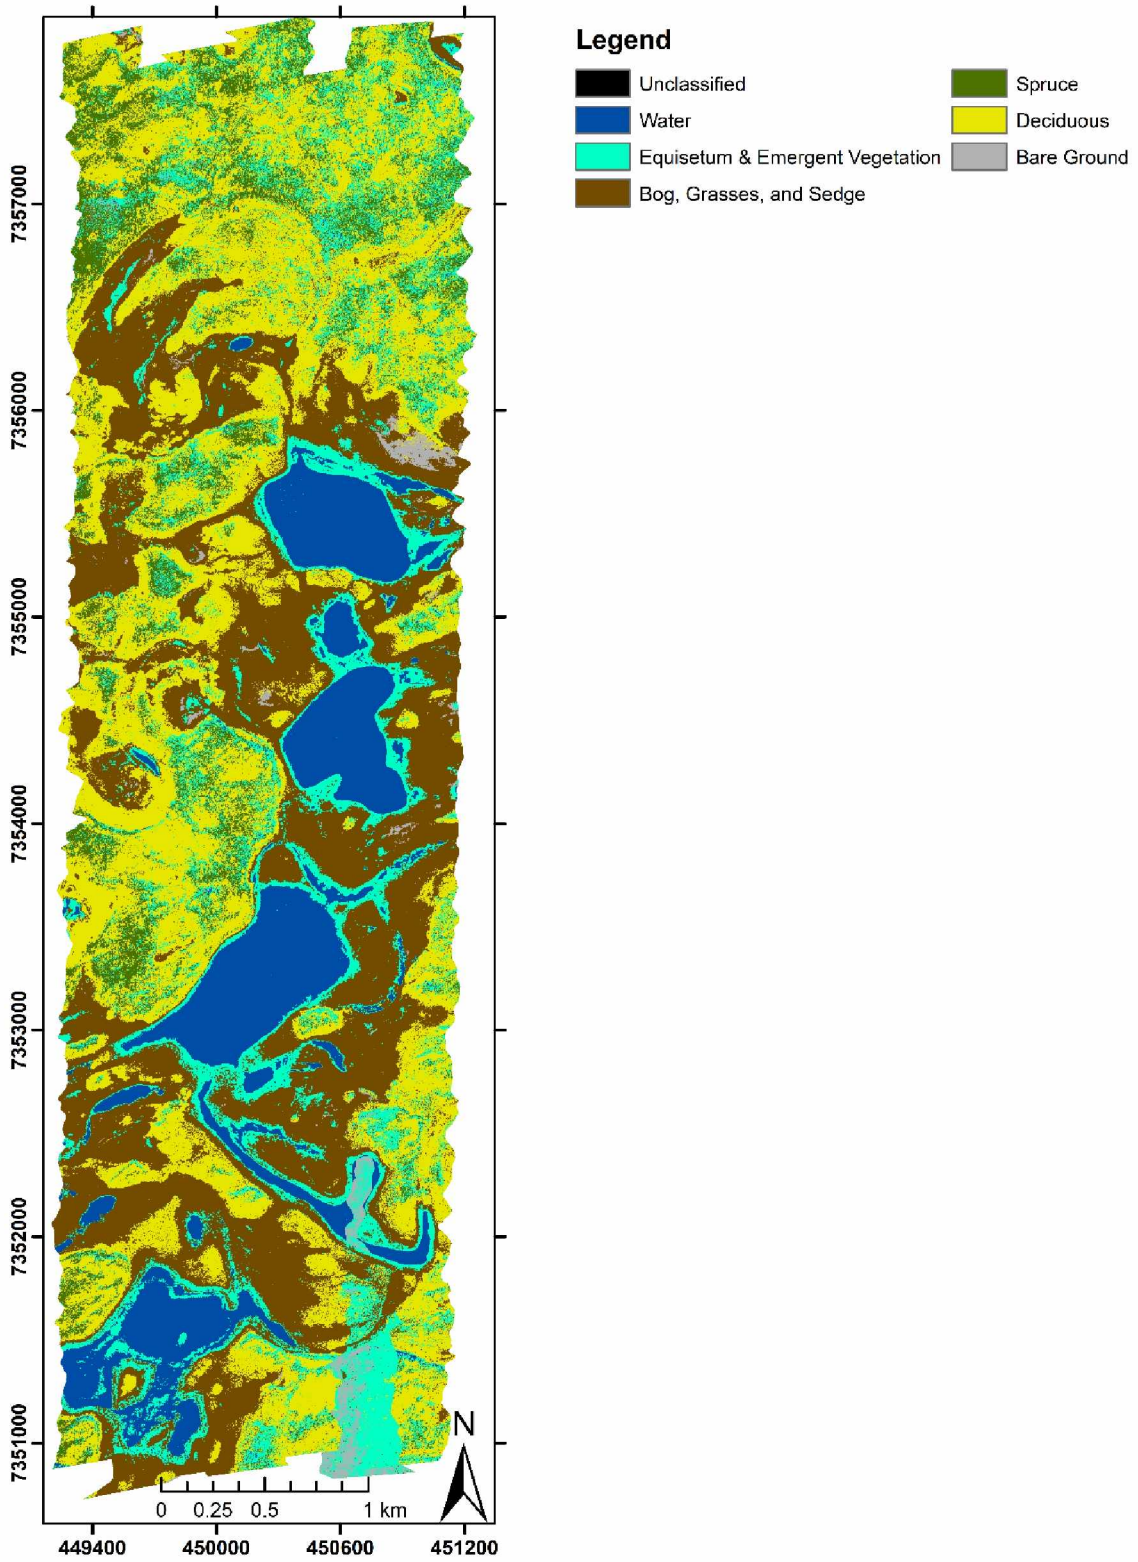 Legend
Unclassified
Water
Equisetum & Emergent Vegetation
Bog, Grasses, and Sedge
Spruce
Deciduous
Bare Ground
7357000
7356000
7355000
7354000
7353000
7352000
7351000
N
0 0.25 0.5 1 km
449400 450000 450600 451200